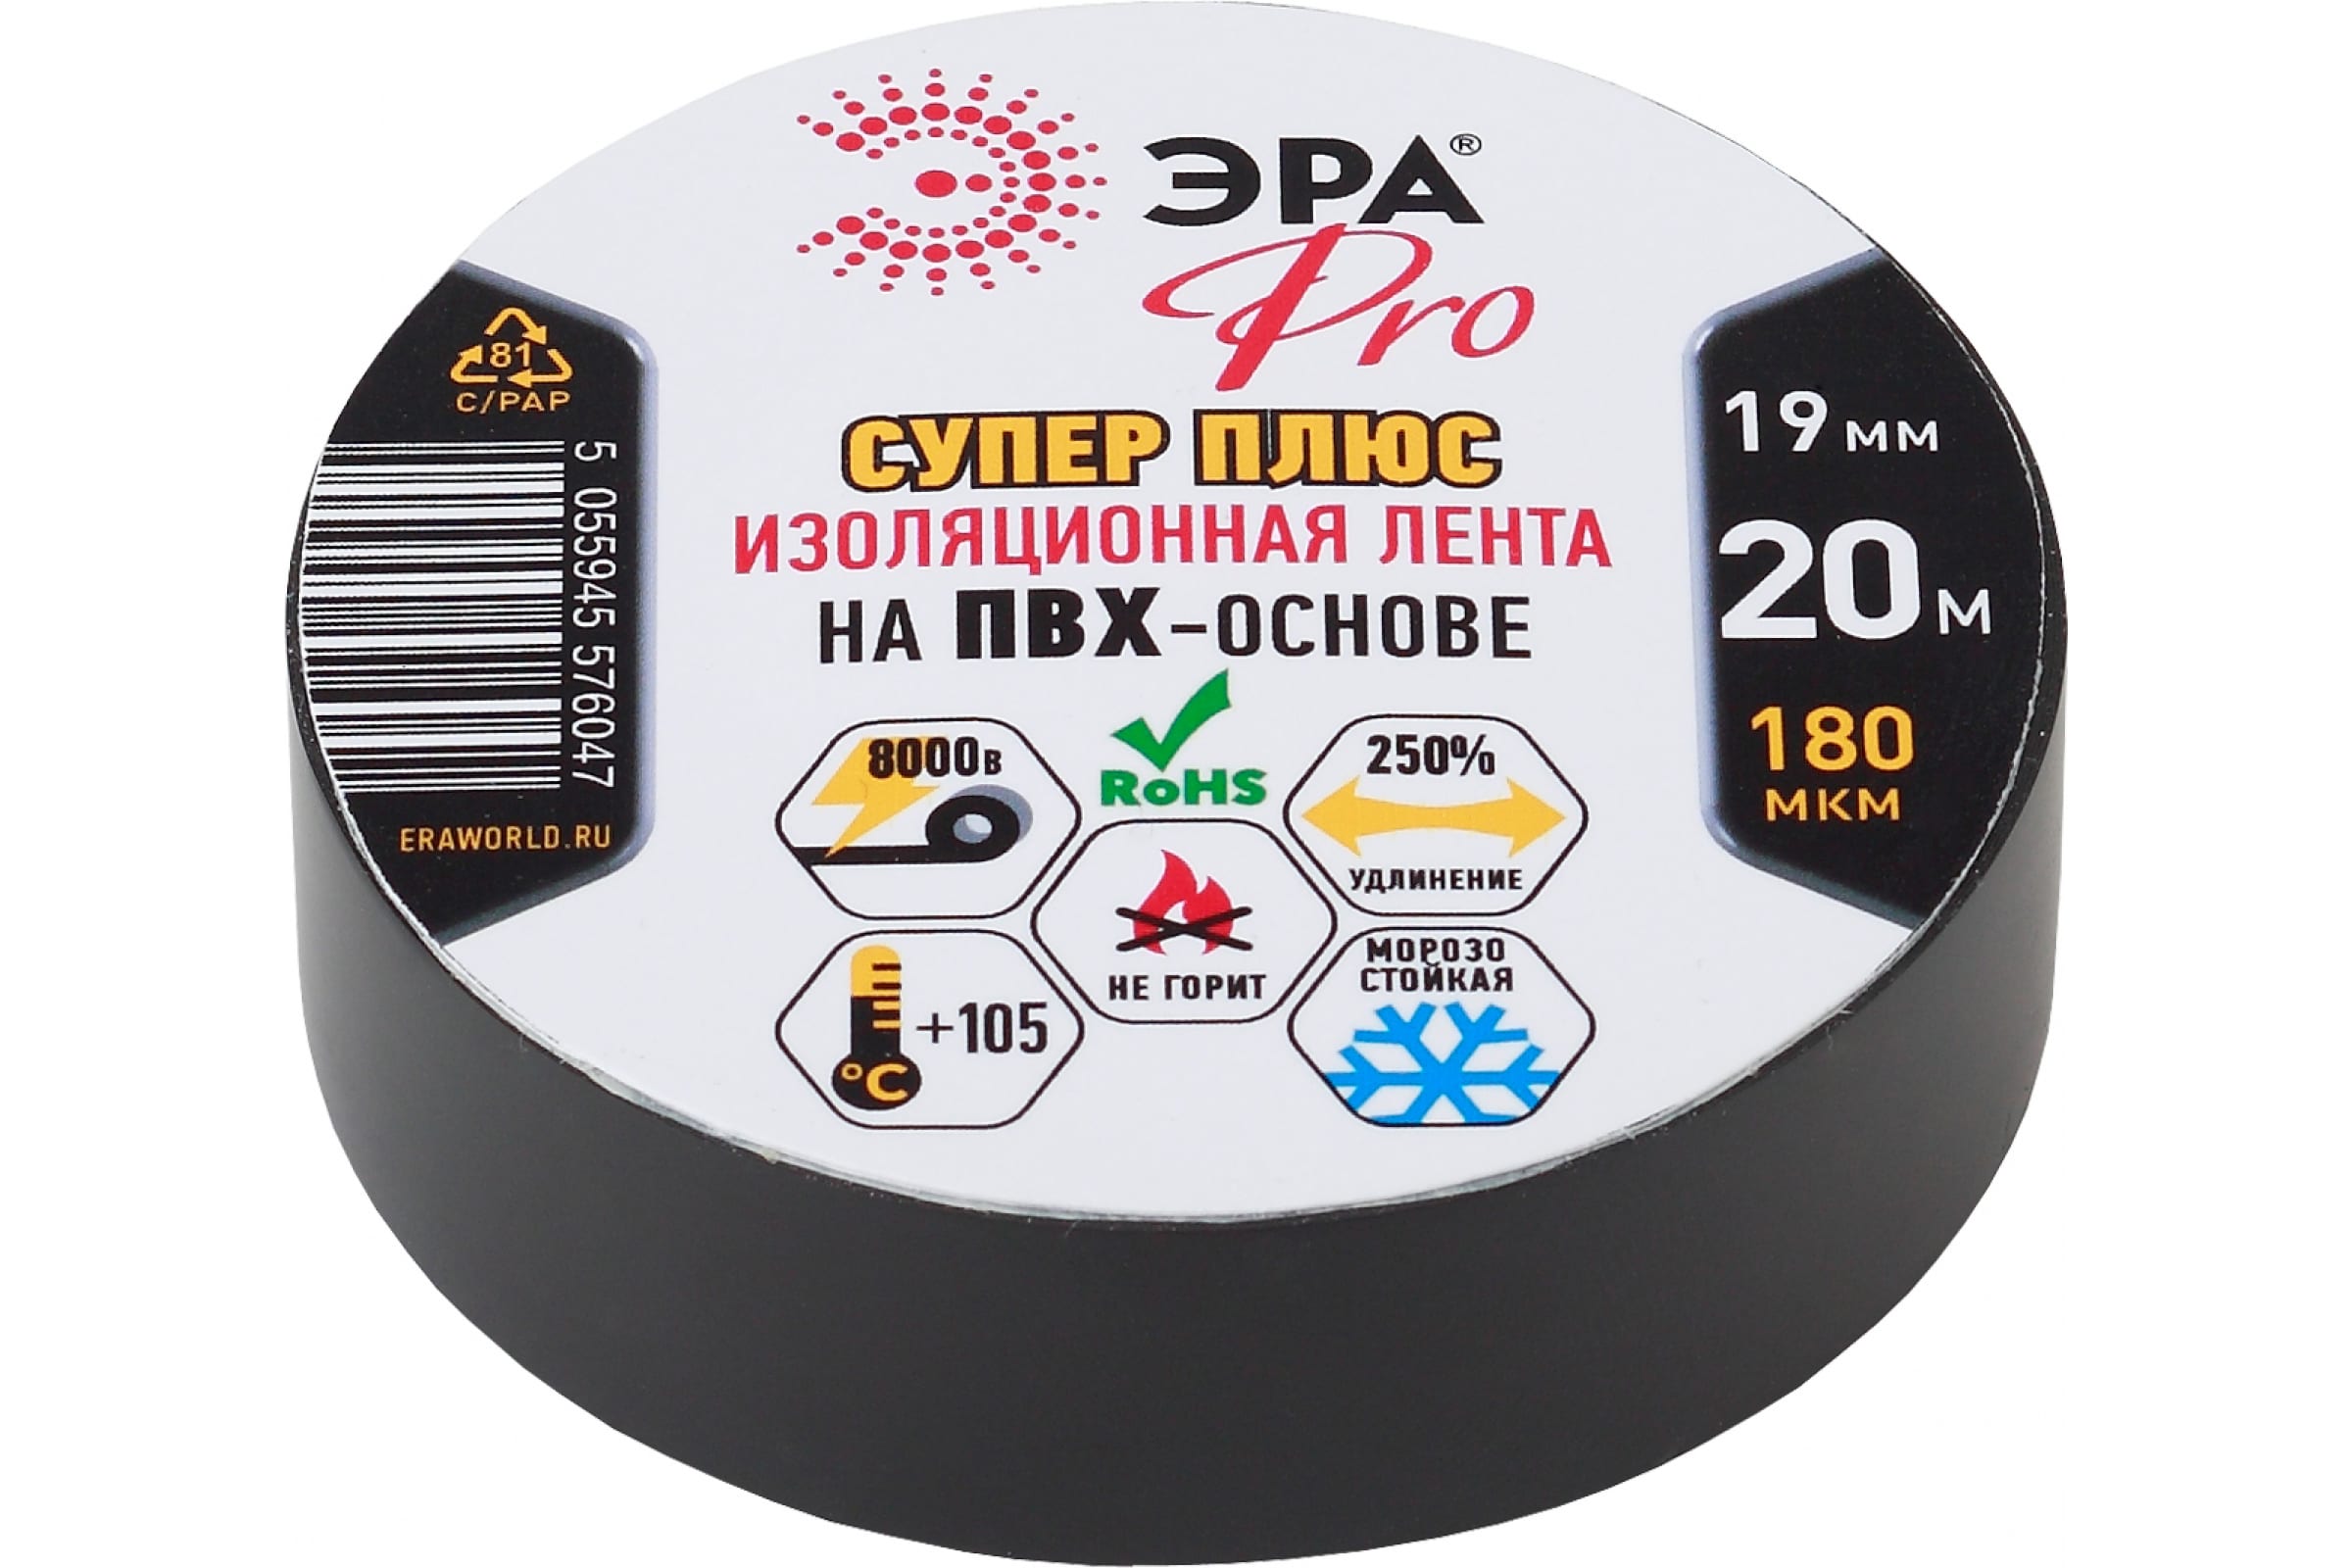 ЭРА®
Pro
СУПЕР ПЛЮС
ИЗОЛЯЦИОННАЯ ЛЕНТА
НА ПВХ-ОСНОВЕ
81
C/PAP
5 055945 576047
ERAWORLD.RU
19 мм
20 м
180
МКМ
8000В
RoHS
250%
УДЛИНЕНИЕ
НЕ ГОРИТ
+105
°C
МОРОЗО
СТОЙКАЯ